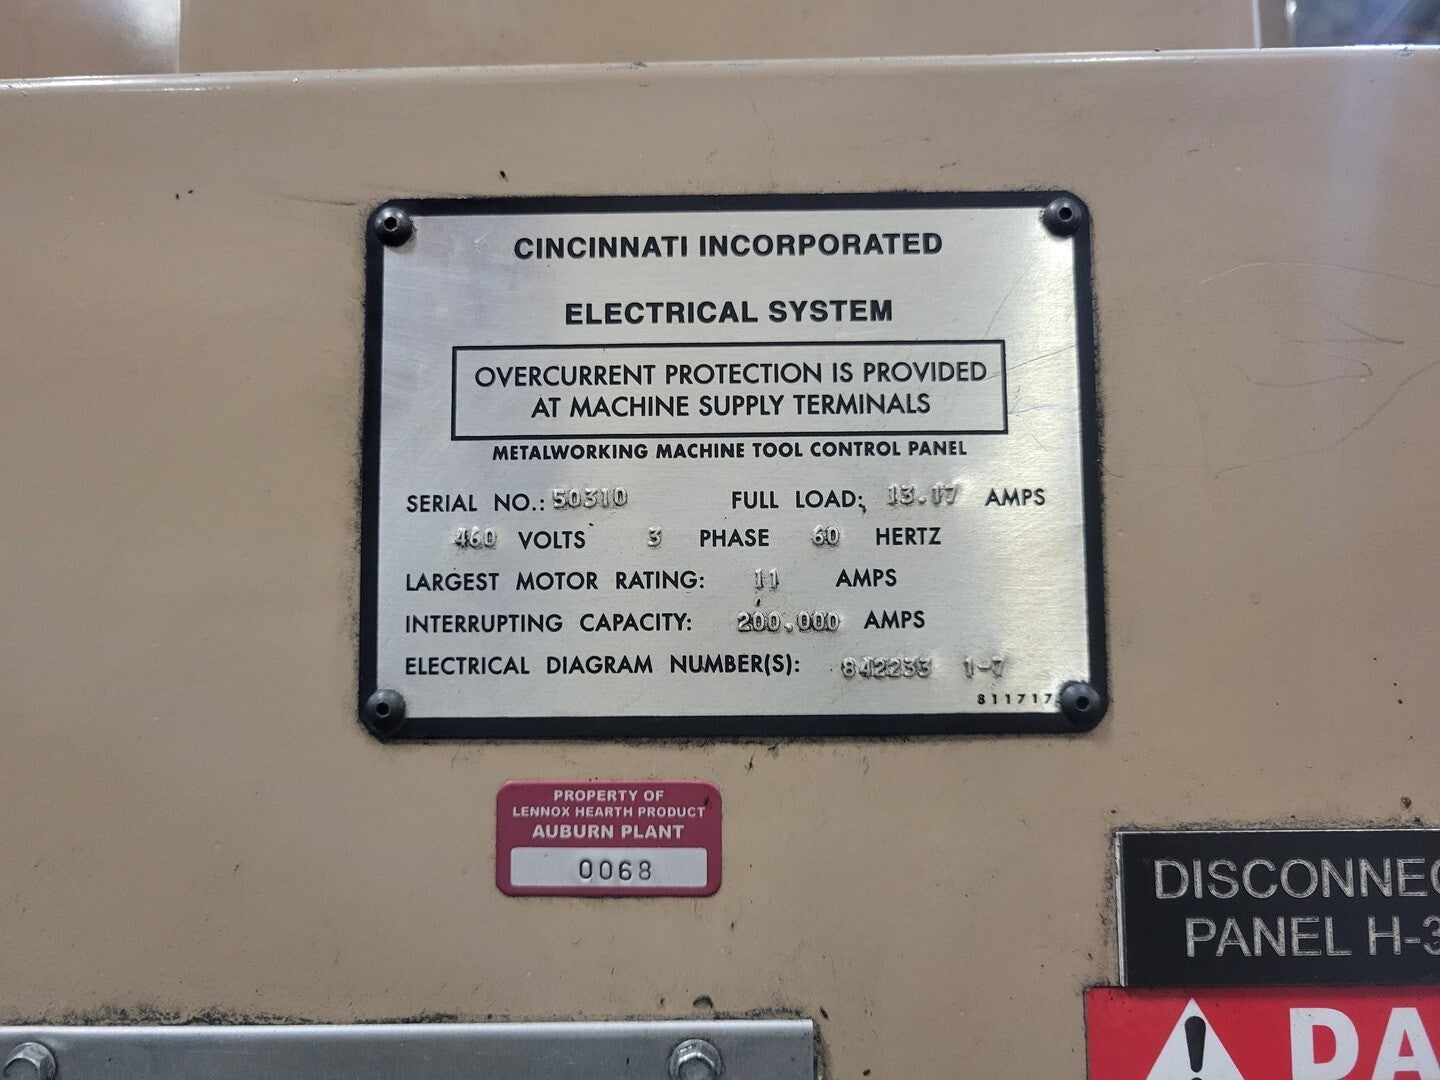 CINCINNATI INCORPORATED
ELECTRICAL SYSTEM
OVERCURRENT PROTECTION IS PROVIDED
AT MACHINE SUPPLY TERMINALS
METALWORKING MACHINE TOOL CONTROL PANEL
SERIAL NO.: 50310 FULL LOAD: 13.17 AMPS
460 VOLTS 3 PHASE 60 HERTZ
LARGEST MOTOR RATING: 11 AMPS
INTERRUPTING CAPACITY: 200.000 AMPS
ELECTRICAL DIAGRAM NUMBER(S): 842233 1-7
811717
PROPERTY OF
LENNOX HEARTH PRODUCT
AUBURN PLANT
0068
DISCONNEC
PANEL H-3
DA